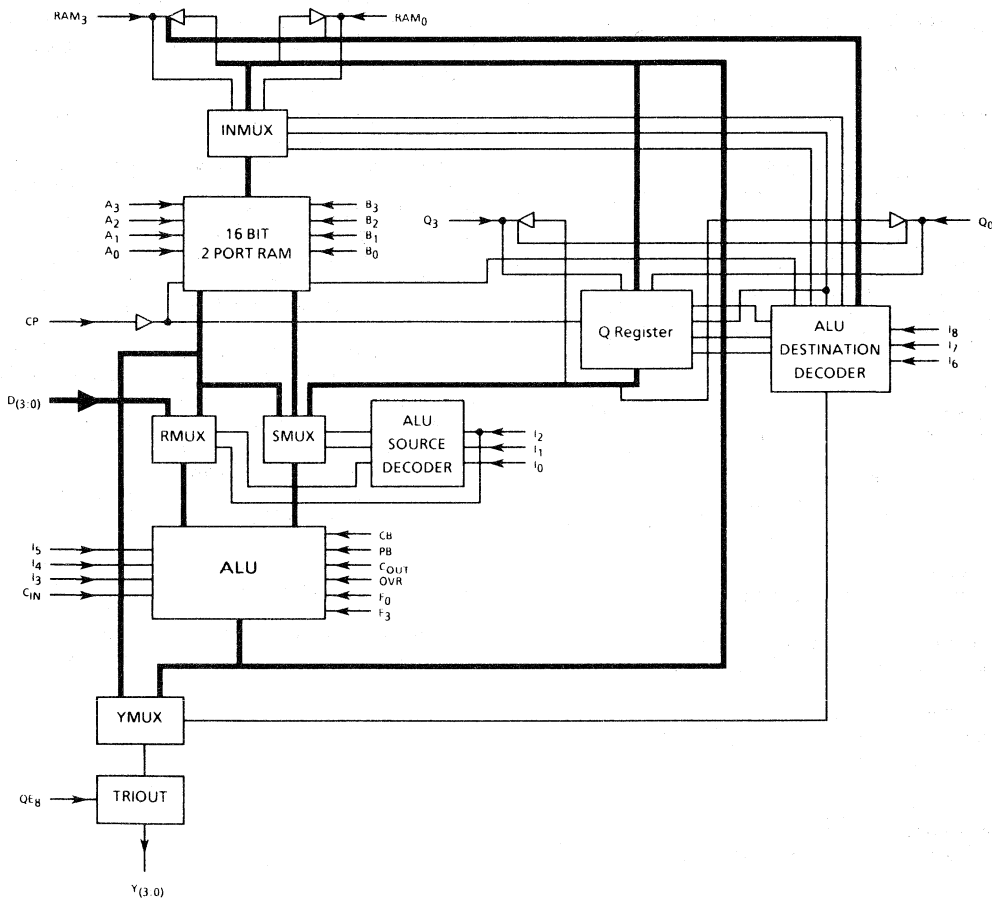 RAM3
RAM0
INMUX
A3
A2
A1
A0
16 BIT
2 PORT RAM
B3
B2
B1
B0
Q3
Q0
CP
Q Register
ALU
DESTINATION
DECODER
I8
I7
I6
D(3:0)
RMUX
SMUX
ALU
SOURCE
DECODER
I2
I1
I0
I5
I4
I3
CIN
ALU
CB
PB
COUT
OVR
F0
F3
YMUX
QE8
TRIOUT
Y(3:0)